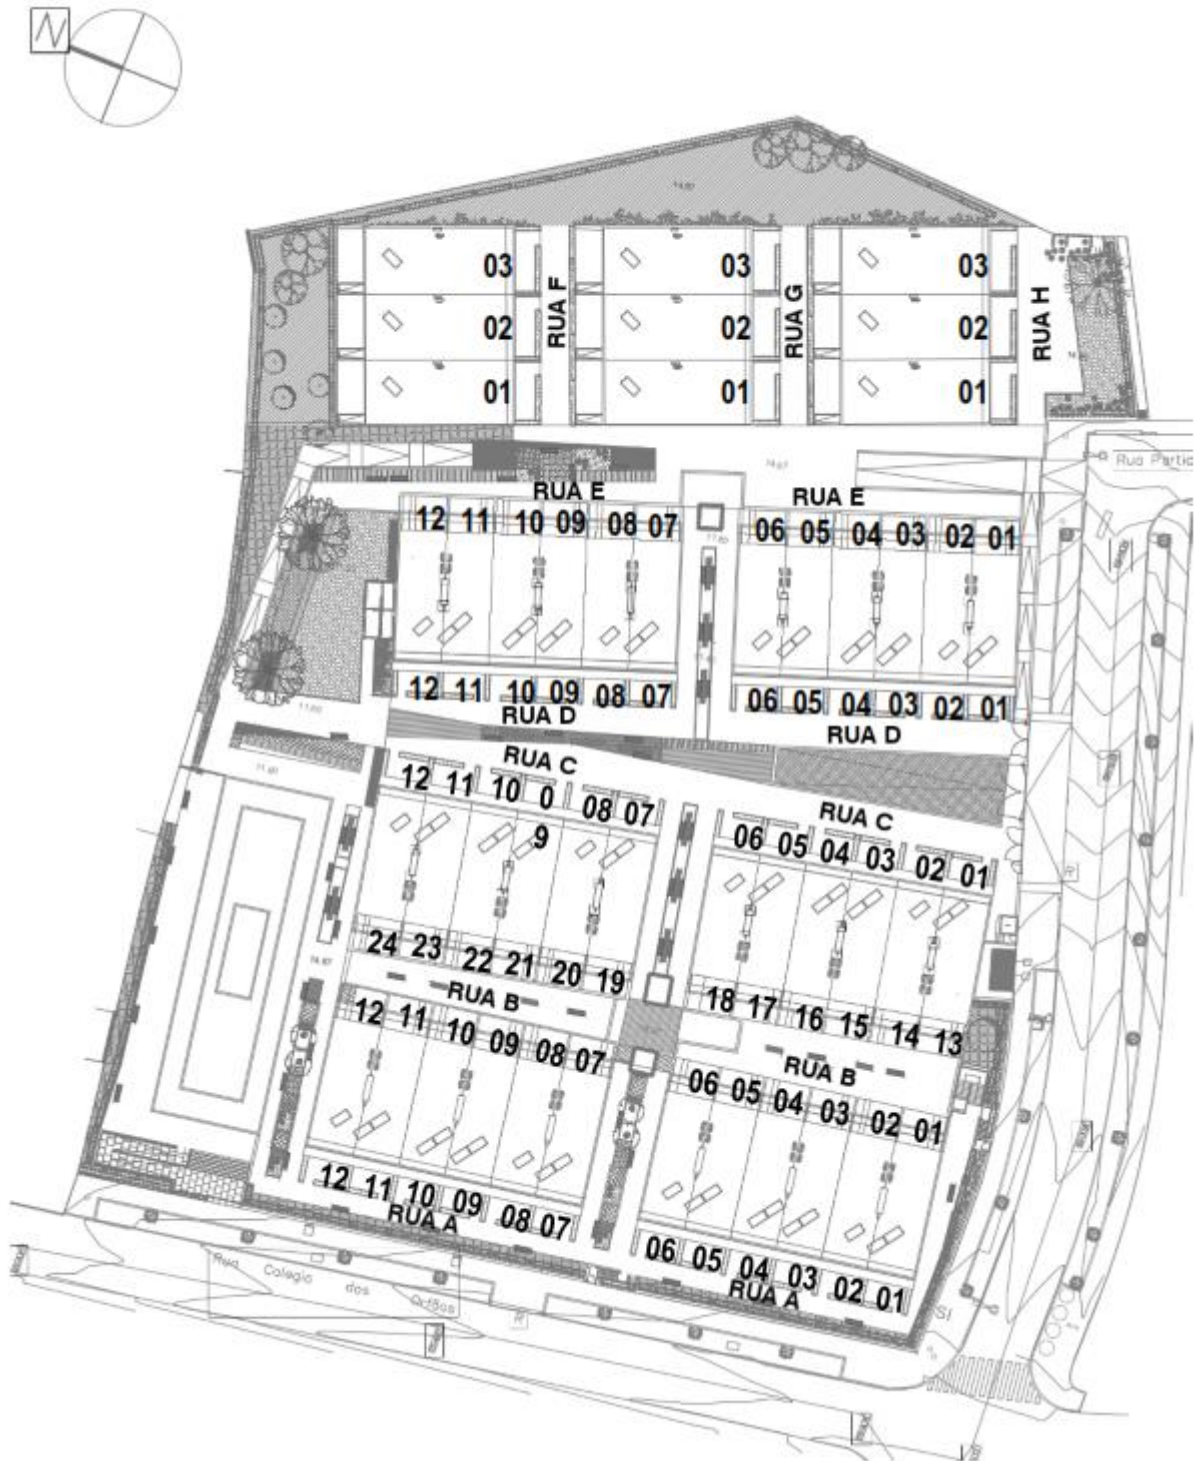 N
14.87
03
03
03
RUA F
RUA G
RUA H
02
02
02
01
01
01
Rua Partic
RUA E
RUA E
12 11 10 09 08 07
06 05 04 03 02 01
12 11 10 09 08 07
06 05 04 03 02 01
RUA D
RUA D
RUA C
12 11 10 0 08 07
9
RUA C
06 05 04 03 02 01
24 23 22 21 20 19
RUA B
18 17 16 15 14 13
12 11 10 09 08 07
RUA B
06 05 04 03 02 01
12 11 10 09 08 07
RUA A
06 05 04 03 02 01
RUA A
Rua Colegio dos Orfãos
SI